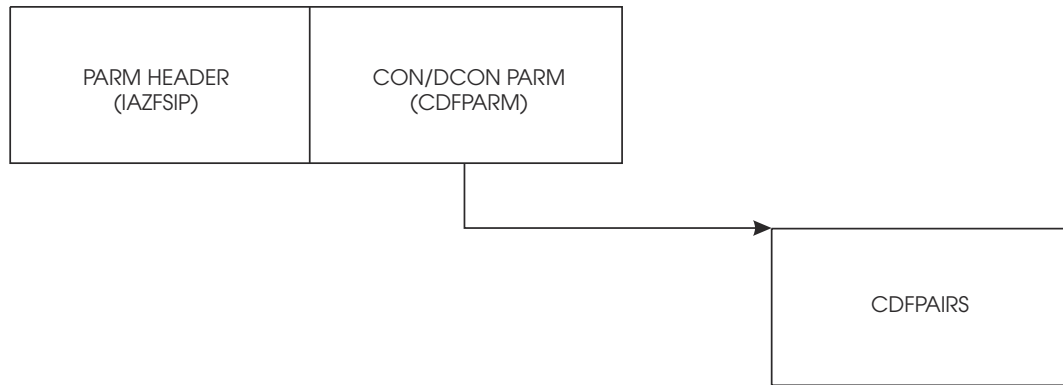 PARM HEADER
(IAZFSIP)
CON/DCON PARM
(CDFPARM)
CDFPAIRS